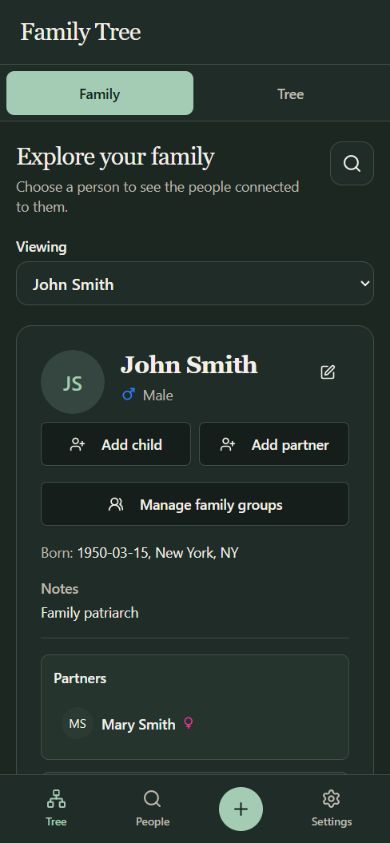 Family Tree
Family
Tree
Explore your family
Choose a person to see the people connected
to them.
Viewing
John Smith
JS
John Smith
Male
Add child
Add partner
Manage family groups
Born: 1950-03-15, New York, NY
Notes
Family patriarch
Partners
MS
Mary Smith
Tree
People
Settings